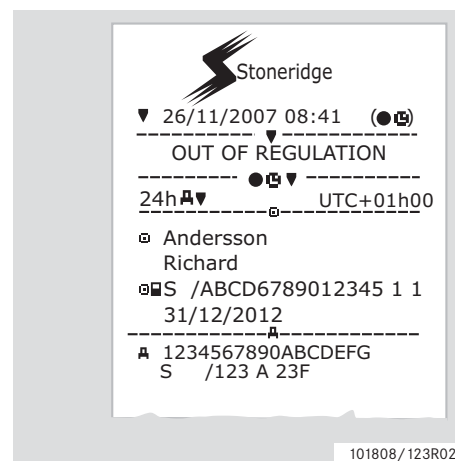 Stoneridge
▼ 26/11/2007 08:41 (●◷)
▼
OUT OF REGULATION
●◷▼
24h▼ UTC+01h00
Andersson
Richard
S /ABCD6789012345 1 1
31/12/2012
1234567890ABCDEFG
S /123 A 23F
101808/123R02